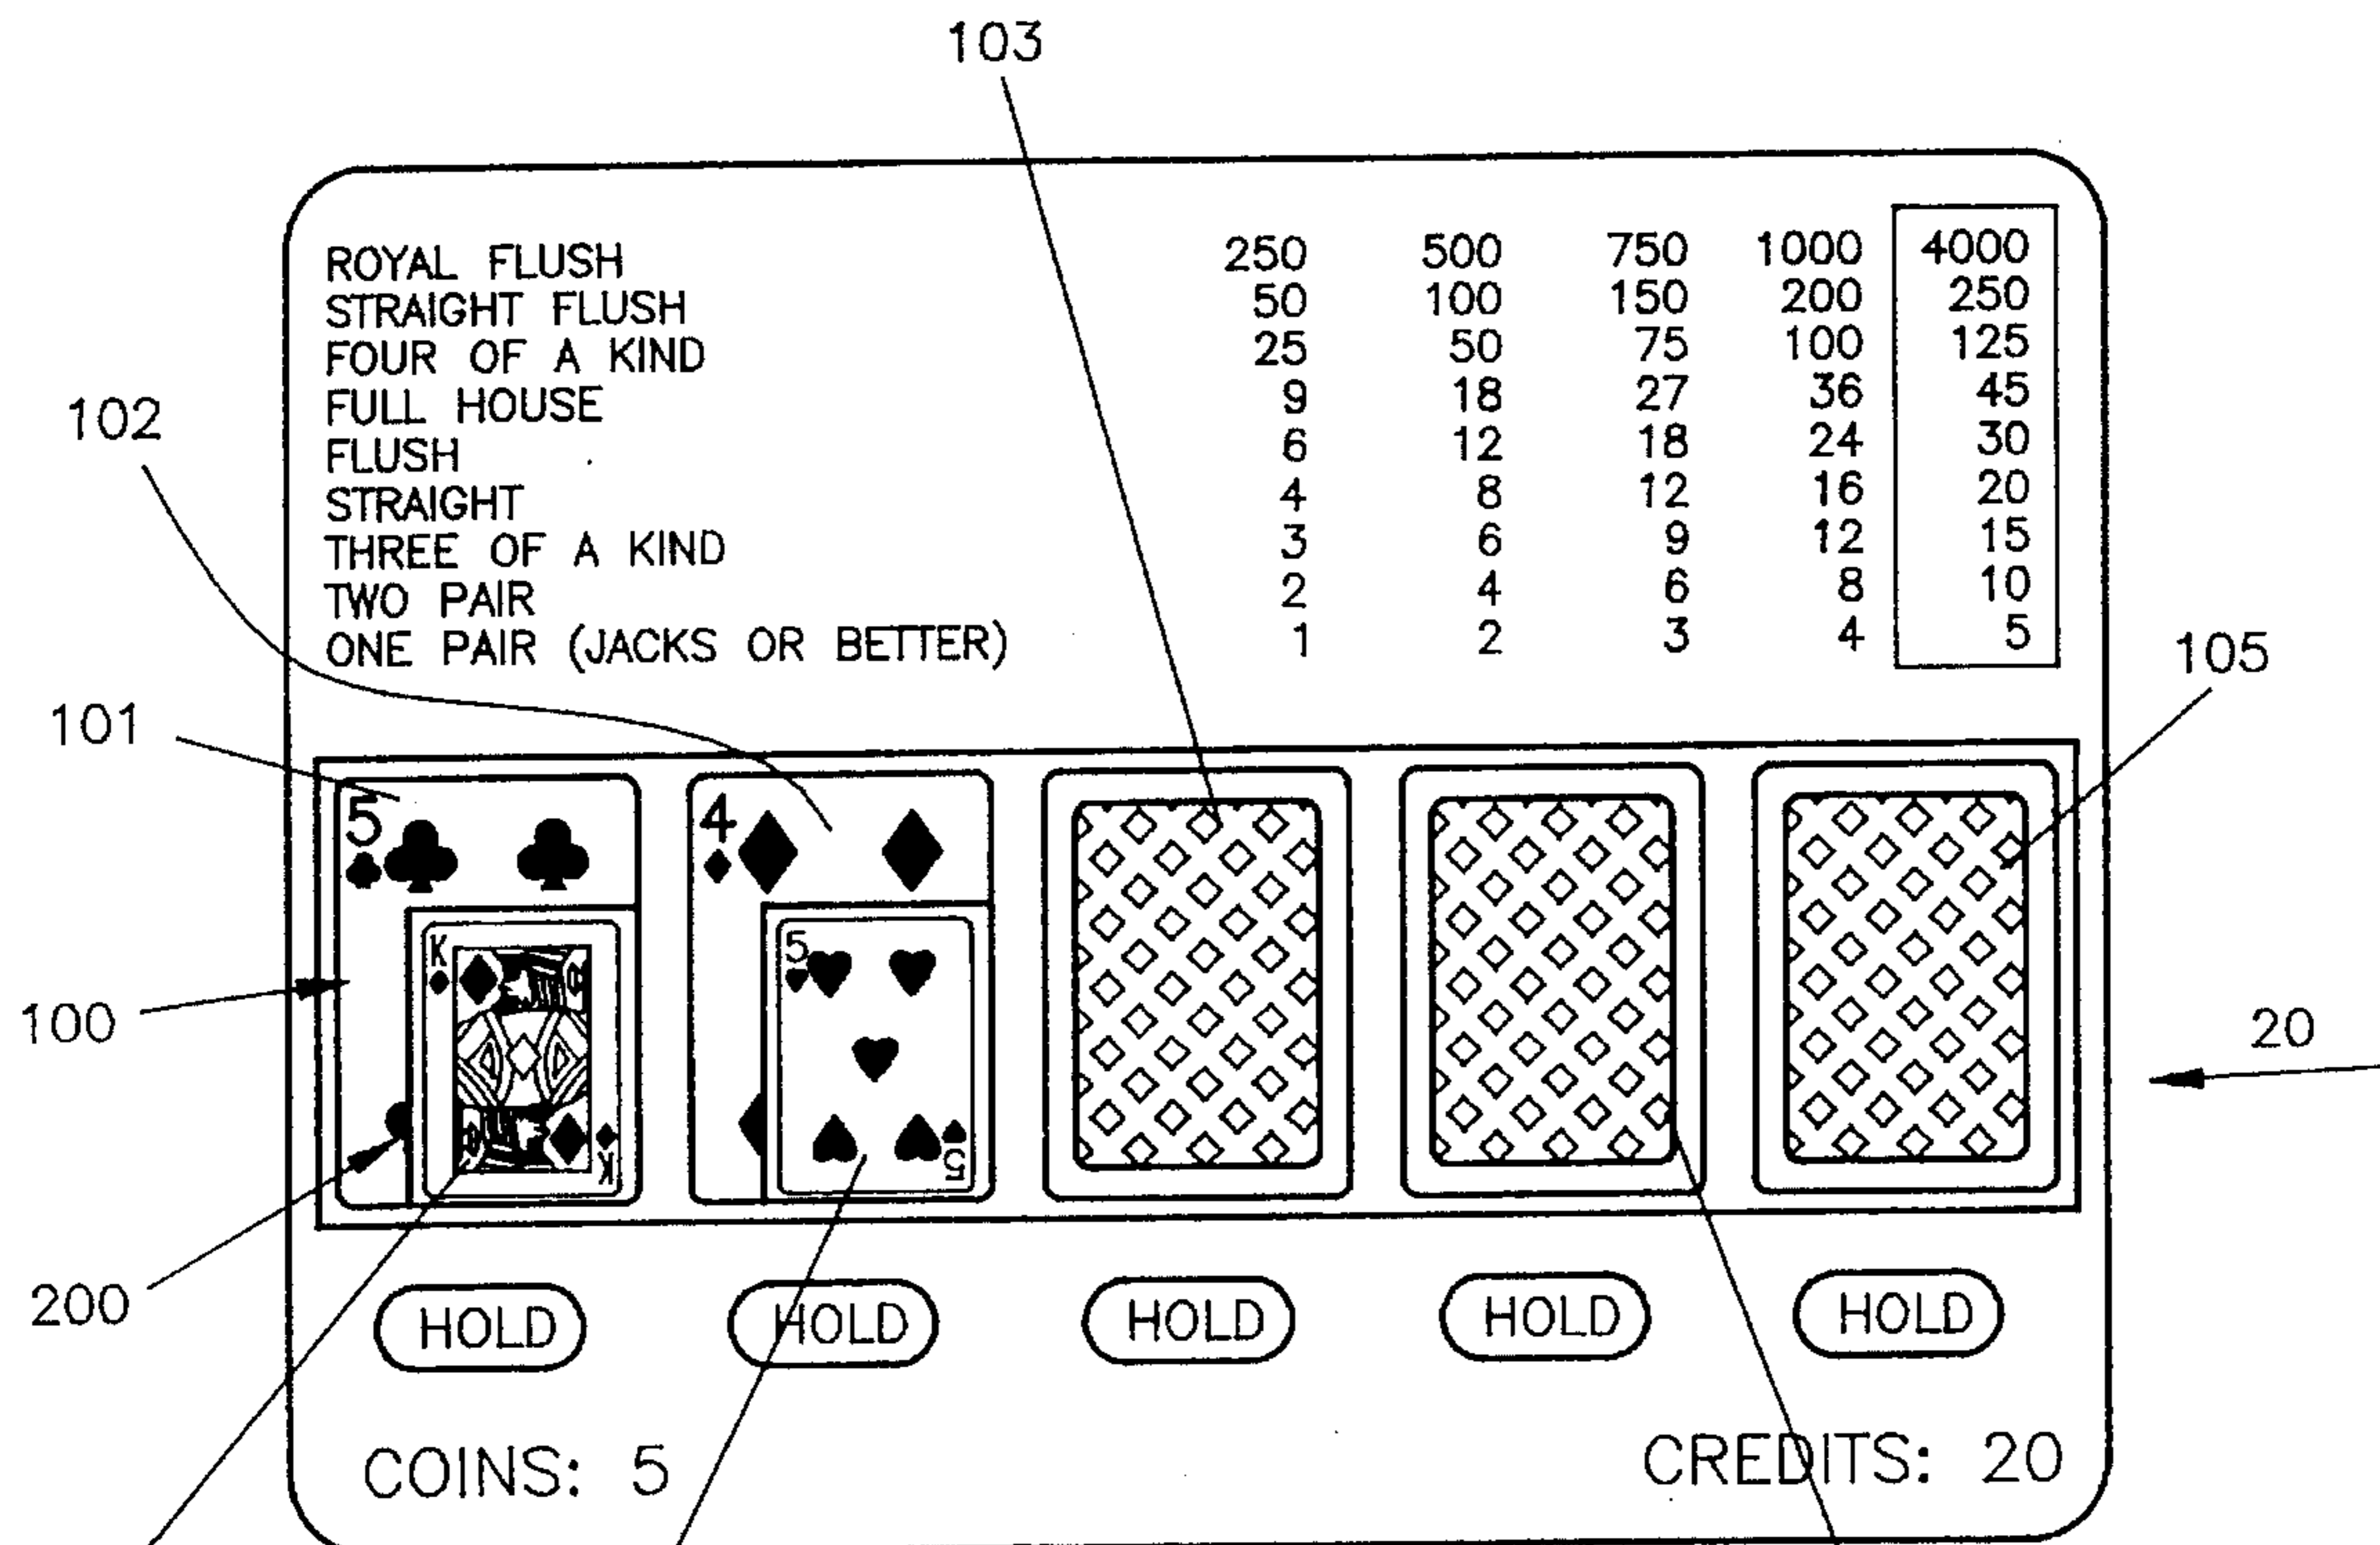 103
ROYAL FLUSH 250 500 750 1000 4000
STRAIGHT FLUSH 50 100 150 200 250
FOUR OF A KIND 25 50 75 100 125
FULL HOUSE 9 18 27 36 45
102
FLUSH 6 12 18 24 30
STRAIGHT 4 8 12 16 20
THREE OF A KIND 3 6 9 12 15
TWO PAIR 2 4 6 8 10
ONE PAIR (JACKS OR BETTER) 1 2 3 4 5
105
101
5 4
K 5
100
20
K 5
200
HOLD HOLD HOLD HOLD HOLD
COINS: 5 CREDITS: 20